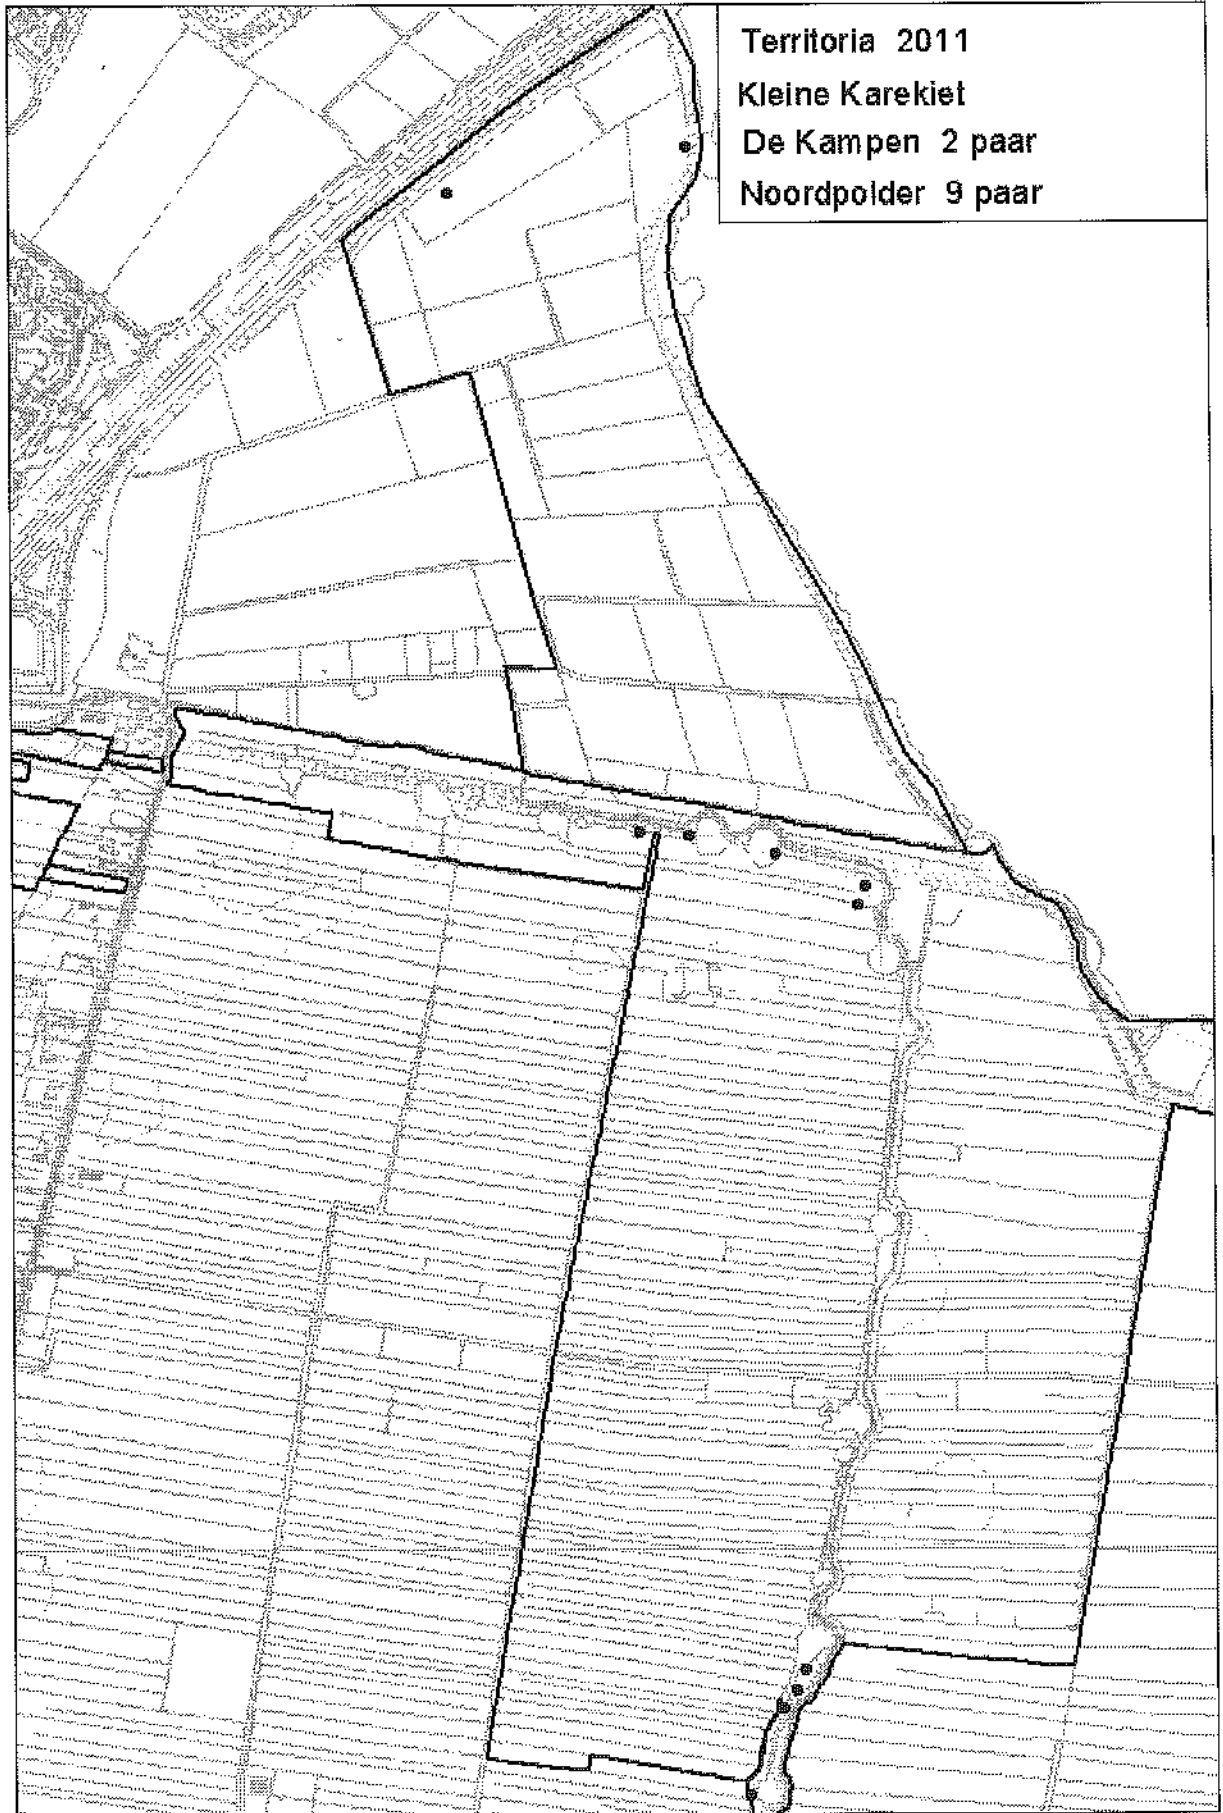 Territoria 2011
Kleine Karekiet
De Kampen 2 paar
Noordpolder 9 paar